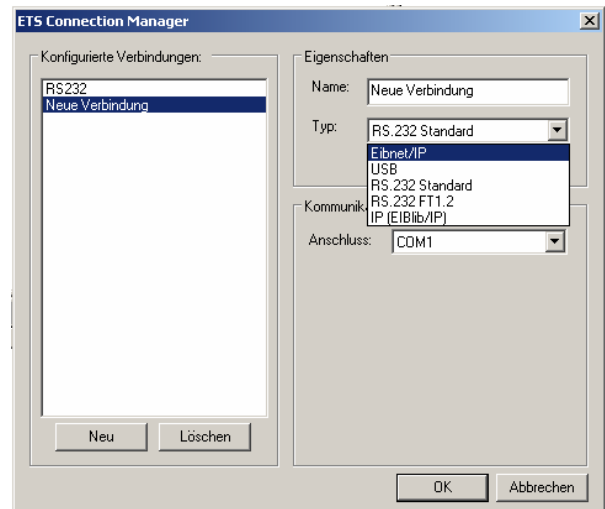 ETS Connection Manager
Konfigurierte Verbindungen:
RS232
Neue Verbindung
Neu
Löschen
Eigenschaften
Name: Neue Verbindung
Typ: RS.232 Standard
Eibnet/IP
USB
RS.232 Standard
RS.232 FT1.2
IP (EIBlib/IP)
Kommunik
Anschluss: COM1
OK
Abbrechen